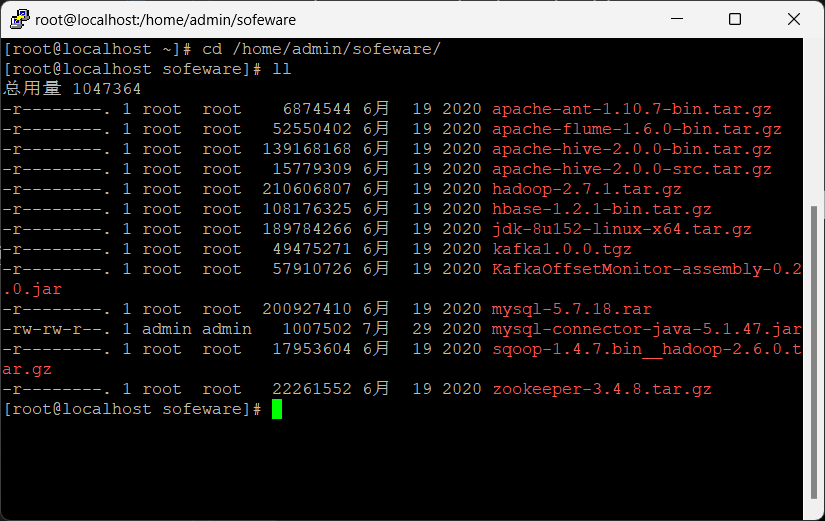 root@localhost:/home/admin/sofeware
[root@localhost ~]# cd /home/admin/sofeware/
[root@localhost sofeware]# ll
总用量 1047364
-r--------. 1 root  root    6874544 6月  19 2020 apache-ant-1.10.7-bin.tar.gz
-r--------. 1 root  root   52550402 6月  19 2020 apache-flume-1.6.0-bin.tar.gz
-r--------. 1 root  root  139168168 6月  19 2020 apache-hive-2.0.0-bin.tar.gz
-r--------. 1 root  root   15779309 6月  19 2020 apache-hive-2.0.0-src.tar.gz
-r--------. 1 root  root  210606807 6月  19 2020 hadoop-2.7.1.tar.gz
-r--------. 1 root  root  108176325 6月  19 2020 hbase-1.2.1-bin.tar.gz
-r--------. 1 root  root  189784266 6月  19 2020 jdk-8u152-linux-x64.tar.gz
-r--------. 1 root  root   49475271 6月  19 2020 kafka1.0.0.tgz
-r--------. 1 root  root   57910726 6月  19 2020 KafkaOffsetMonitor-assembly-0.2
.0.jar
-r--------. 1 root  root  200927410 6月  19 2020 mysql-5.7.18.rar
-rw-rw-r--. 1 admin admin   1007502 7月  29 2020 mysql-connector-java-5.1.47.jar
-r--------. 1 root  root   17953604 6月  19 2020 sqoop-1.4.7.bin__hadoop-2.6.0.t
ar.gz
-r--------. 1 root  root   22261552 6月  19 2020 zookeeper-3.4.8.tar.gz
[root@localhost sofeware]#